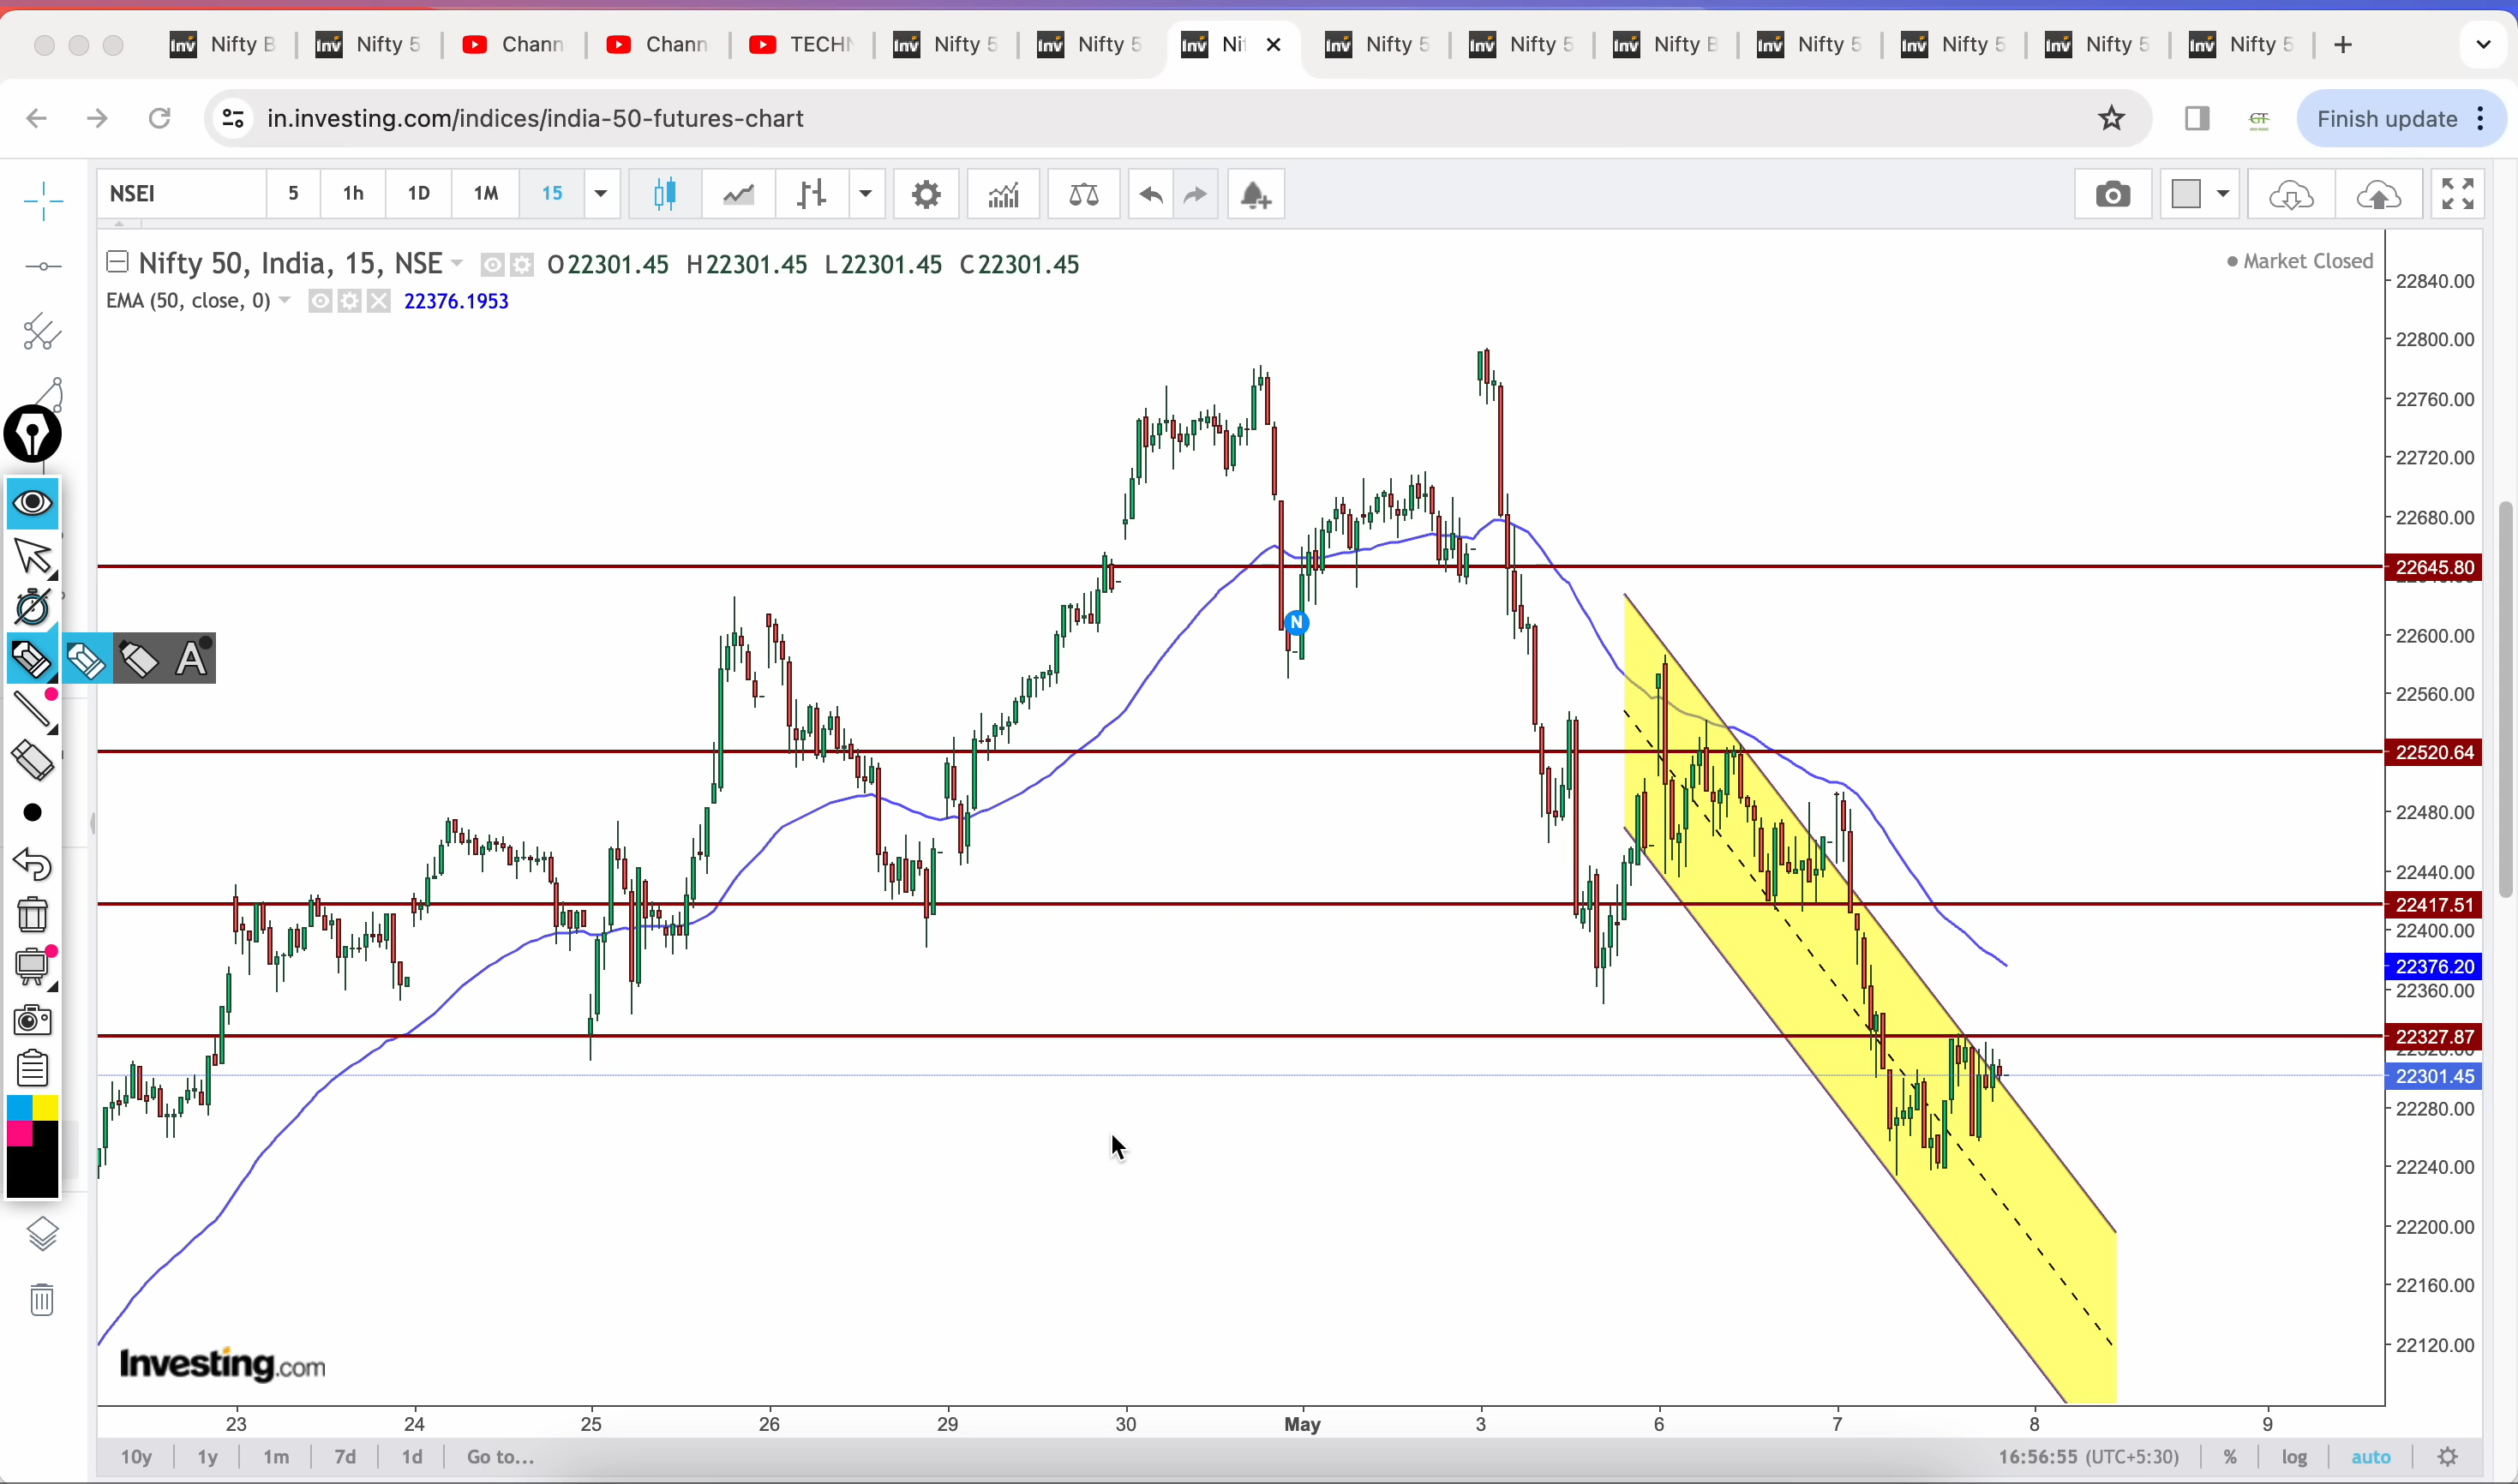 Nifty B
Nifty 5
Chann
Chann
TECHN
Nifty 5
Nifty 5
Ni
Nifty 5
Nifty 5
Nifty B
Nifty 5
Nifty 5
Nifty 5
Nifty 5
in.investing.com/indices/india-50-futures-chart
GT
Finish update
NSEI 5 1h 1D 1M 15
Nifty 50, India, 15, NSE O22301.45 H22301.45 L22301.45 C22301.45
Market Closed
EMA (50, close, 0) 22376.1953
22840.00
22800.00
22760.00
22720.00
22680.00
22645.80
22600.00
22560.00
22520.64
22480.00
22440.00
22417.51
22400.00
22376.20
22360.00
22327.87
22301.45
22280.00
22240.00
22200.00
22160.00
22120.00
N
A
Investing.com
23 24 25 26 29 30 May 3 6 7 8 9
10y 1y 1m 7d 1d Go to...
16:56:55 (UTC+5:30) % log auto